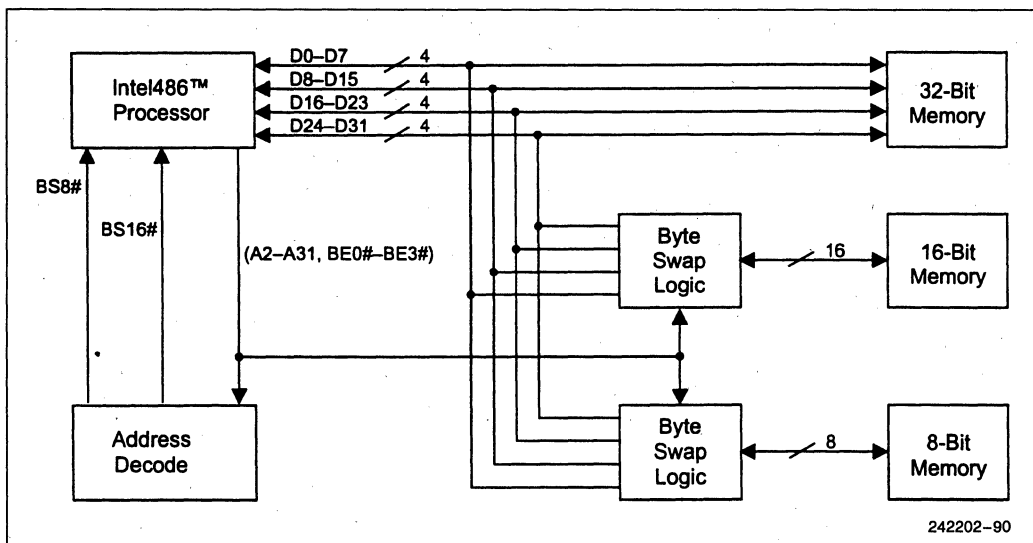 Intel486™
Processor
D0–D7
4
D8–D15
4
D16–D23
4
D24–D31
4
32-Bit
Memory
BS8#
BS16#
(A2–A31, BE0#–BE3#)
Byte
Swap
Logic
16
16-Bit
Memory
Address
Decode
Byte
Swap
Logic
8
8-Bit
Memory
242202–90